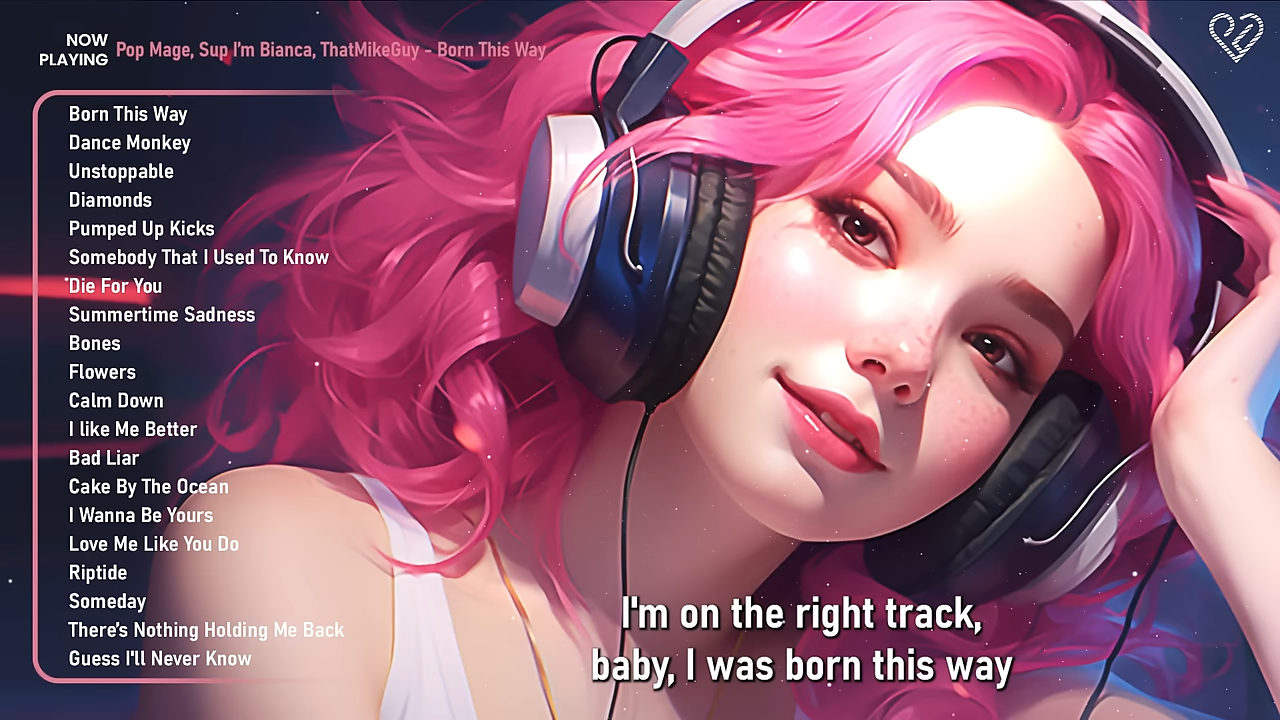 NOW
PLAYING
Pop Mage, Sup I'm Bianca, ThatMikeGuy - Born This Way
Born This Way
Dance Monkey
Unstoppable
Diamonds
Pumped Up Kicks
Somebody That I Used To Know
Die For You
Summertime Sadness
Bones
Flowers
Calm Down
I like Me Better
Bad Liar
Cake By The Ocean
I Wanna Be Yours
Love Me Like You Do
Riptide
Someday
There's Nothing Holding Me Back
Guess I'll Never Know
I'm on the right track,
baby, I was born this way